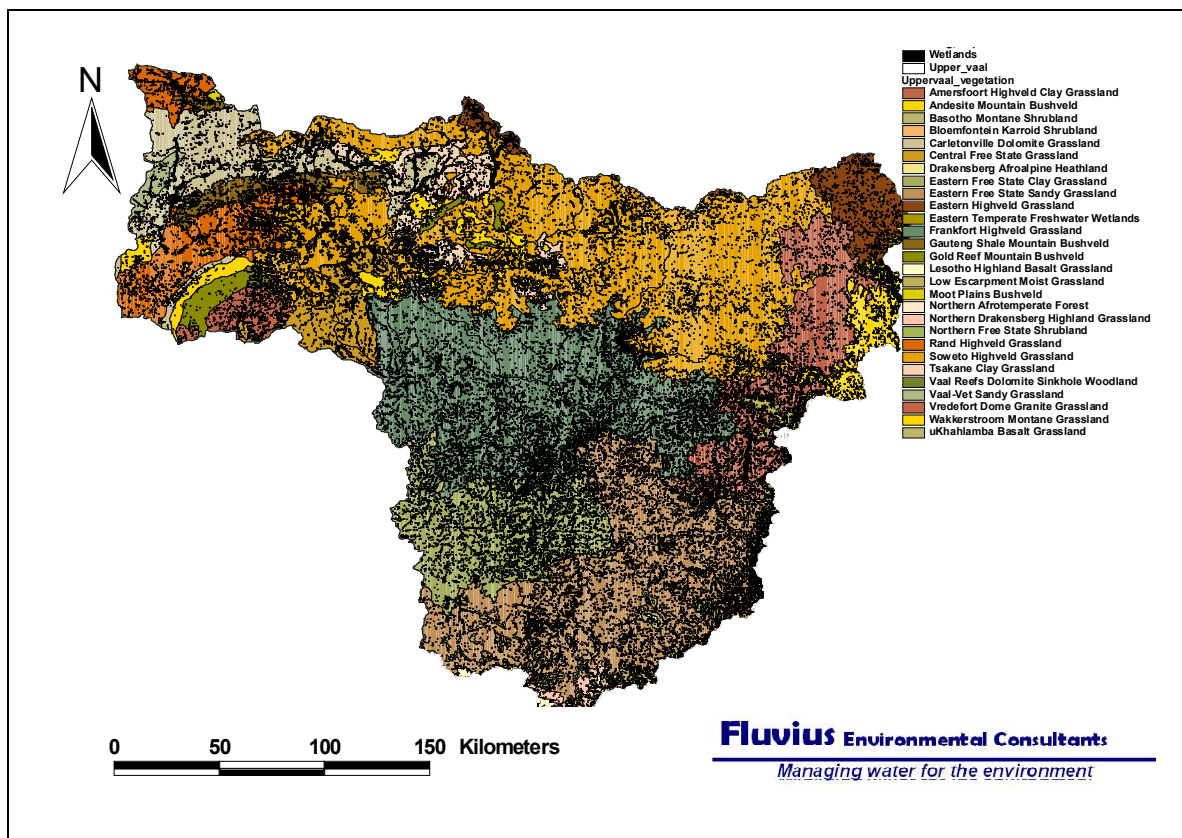 N
Wetlands
Upper_vaal
Uppervaal_vegetation
Amersfoort Highveld Clay Grassland
Andesite Mountain Bushveld
Basotho Montane Shrubland
Bloemfontein Karroid Shrubland
Carletonville Dolomite Grassland
Central Free State Grassland
Drakensberg Afroalpine Heathland
Eastern Free State Clay Grassland
Eastern Free State Sandy Grassland
Eastern Highveld Grassland
Eastern Temperate Freshwater Wetlands
Frankfort Highveld Grassland
Gauteng Shale Mountain Bushveld
Gold Reef Mountain Bushveld
Lesotho Highland Basalt Grassland
Low Escarpment Moist Grassland
Moot Plains Bushveld
Northern Afrotemperate Forest
Northern Drakensberg Highland Grassland
Northern Free State Shrubland
Rand Highveld Grassland
Soweto Highveld Grassland
Tsakane Clay Grassland
Vaal Reefs Dolomite Sinkhole Woodland
Vaal-Vet Sandy Grassland
Vredefort Dome Granite Grassland
Wakkerstroom Montane Grassland
uKhahlamba Basalt Grassland
0 50 100 150 Kilometers
Fluvius Environmental Consultants
Managing water for the environment